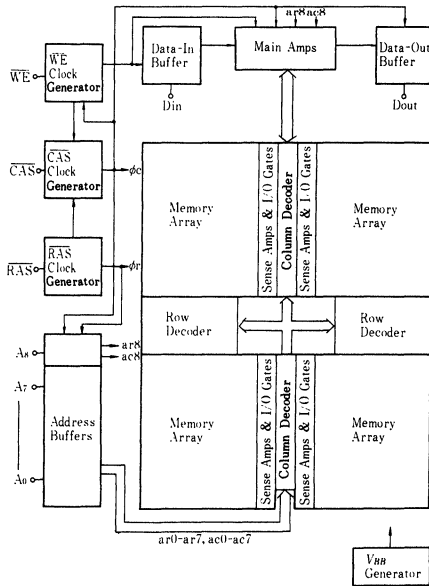 ar8ac8
WE
WE
Clock
Generator
Data-In
Buffer
Main Amps
Data-Out
Buffer
Din
Dout
CAS
CAS
Clock
Generator
φc
RAS
RAS
Clock
Generator
φr
Memory
Array
Sense Amps & I/O Gates
Column Decoder
Sense Amps & I/O Gates
Memory
Array
Row
Decoder
Row
Decoder
A8
ar8
ac8
A7
Address
Buffers
A0
Memory
Array
Sense Amps & I/O Gates
Column Decoder
Sense Amps & I/O Gates
Memory
Array
ar0-ar7, ac0-ac7
VBB
Generator